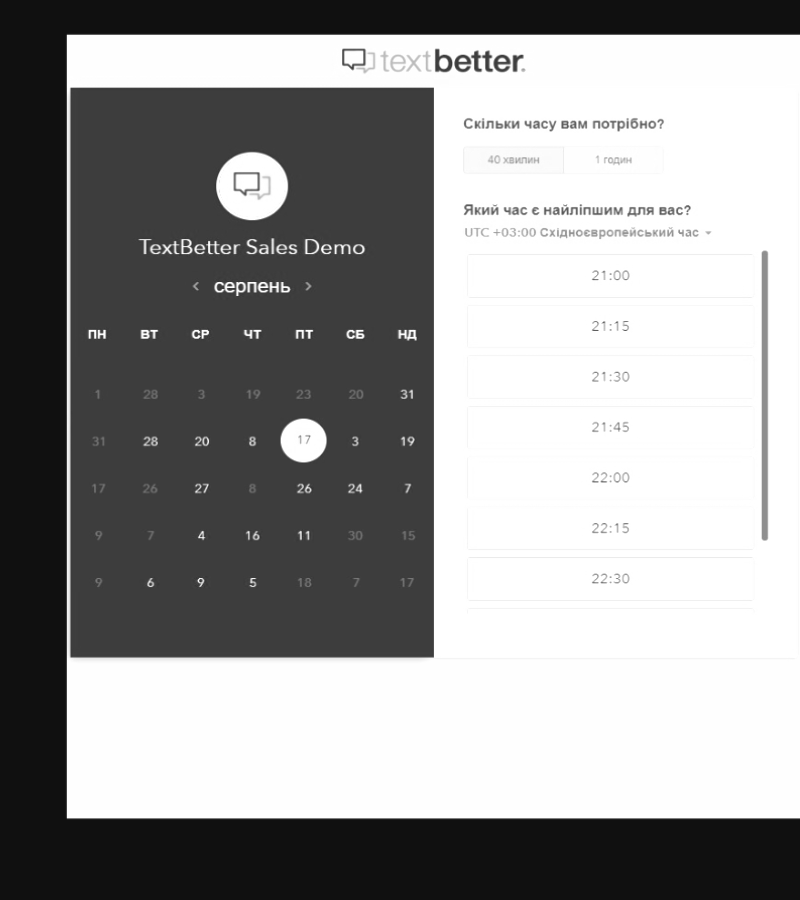 textbetter.
TextBetter Sales Demo
‹ серпень ›
ПН ВТ СР ЧТ ПТ СБ НД
1 28 3 19 23 20 31
31 28 20 8 17 3 19
17 26 27 8 26 24 7
9 7 4 16 11 30 15
9 6 9 5 18 7 17
Скільки часу вам потрібно?
40 хвилин 1 годин
Який час є найліпшим для вас?
UTC +03:00 Східноєвропейський час
21:00
21:15
21:30
21:45
22:00
22:15
22:30